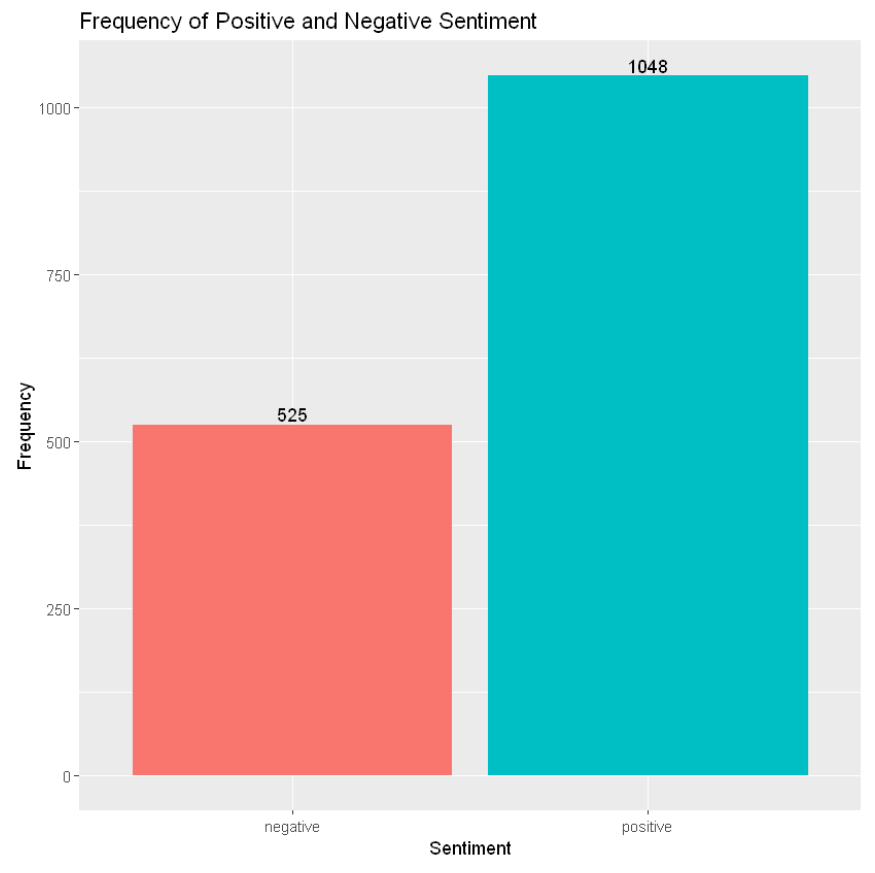 Frequency of Positive and Negative Sentiment
1048
1000
750
525
500
250
0
Frequency
negative
positive
Sentiment